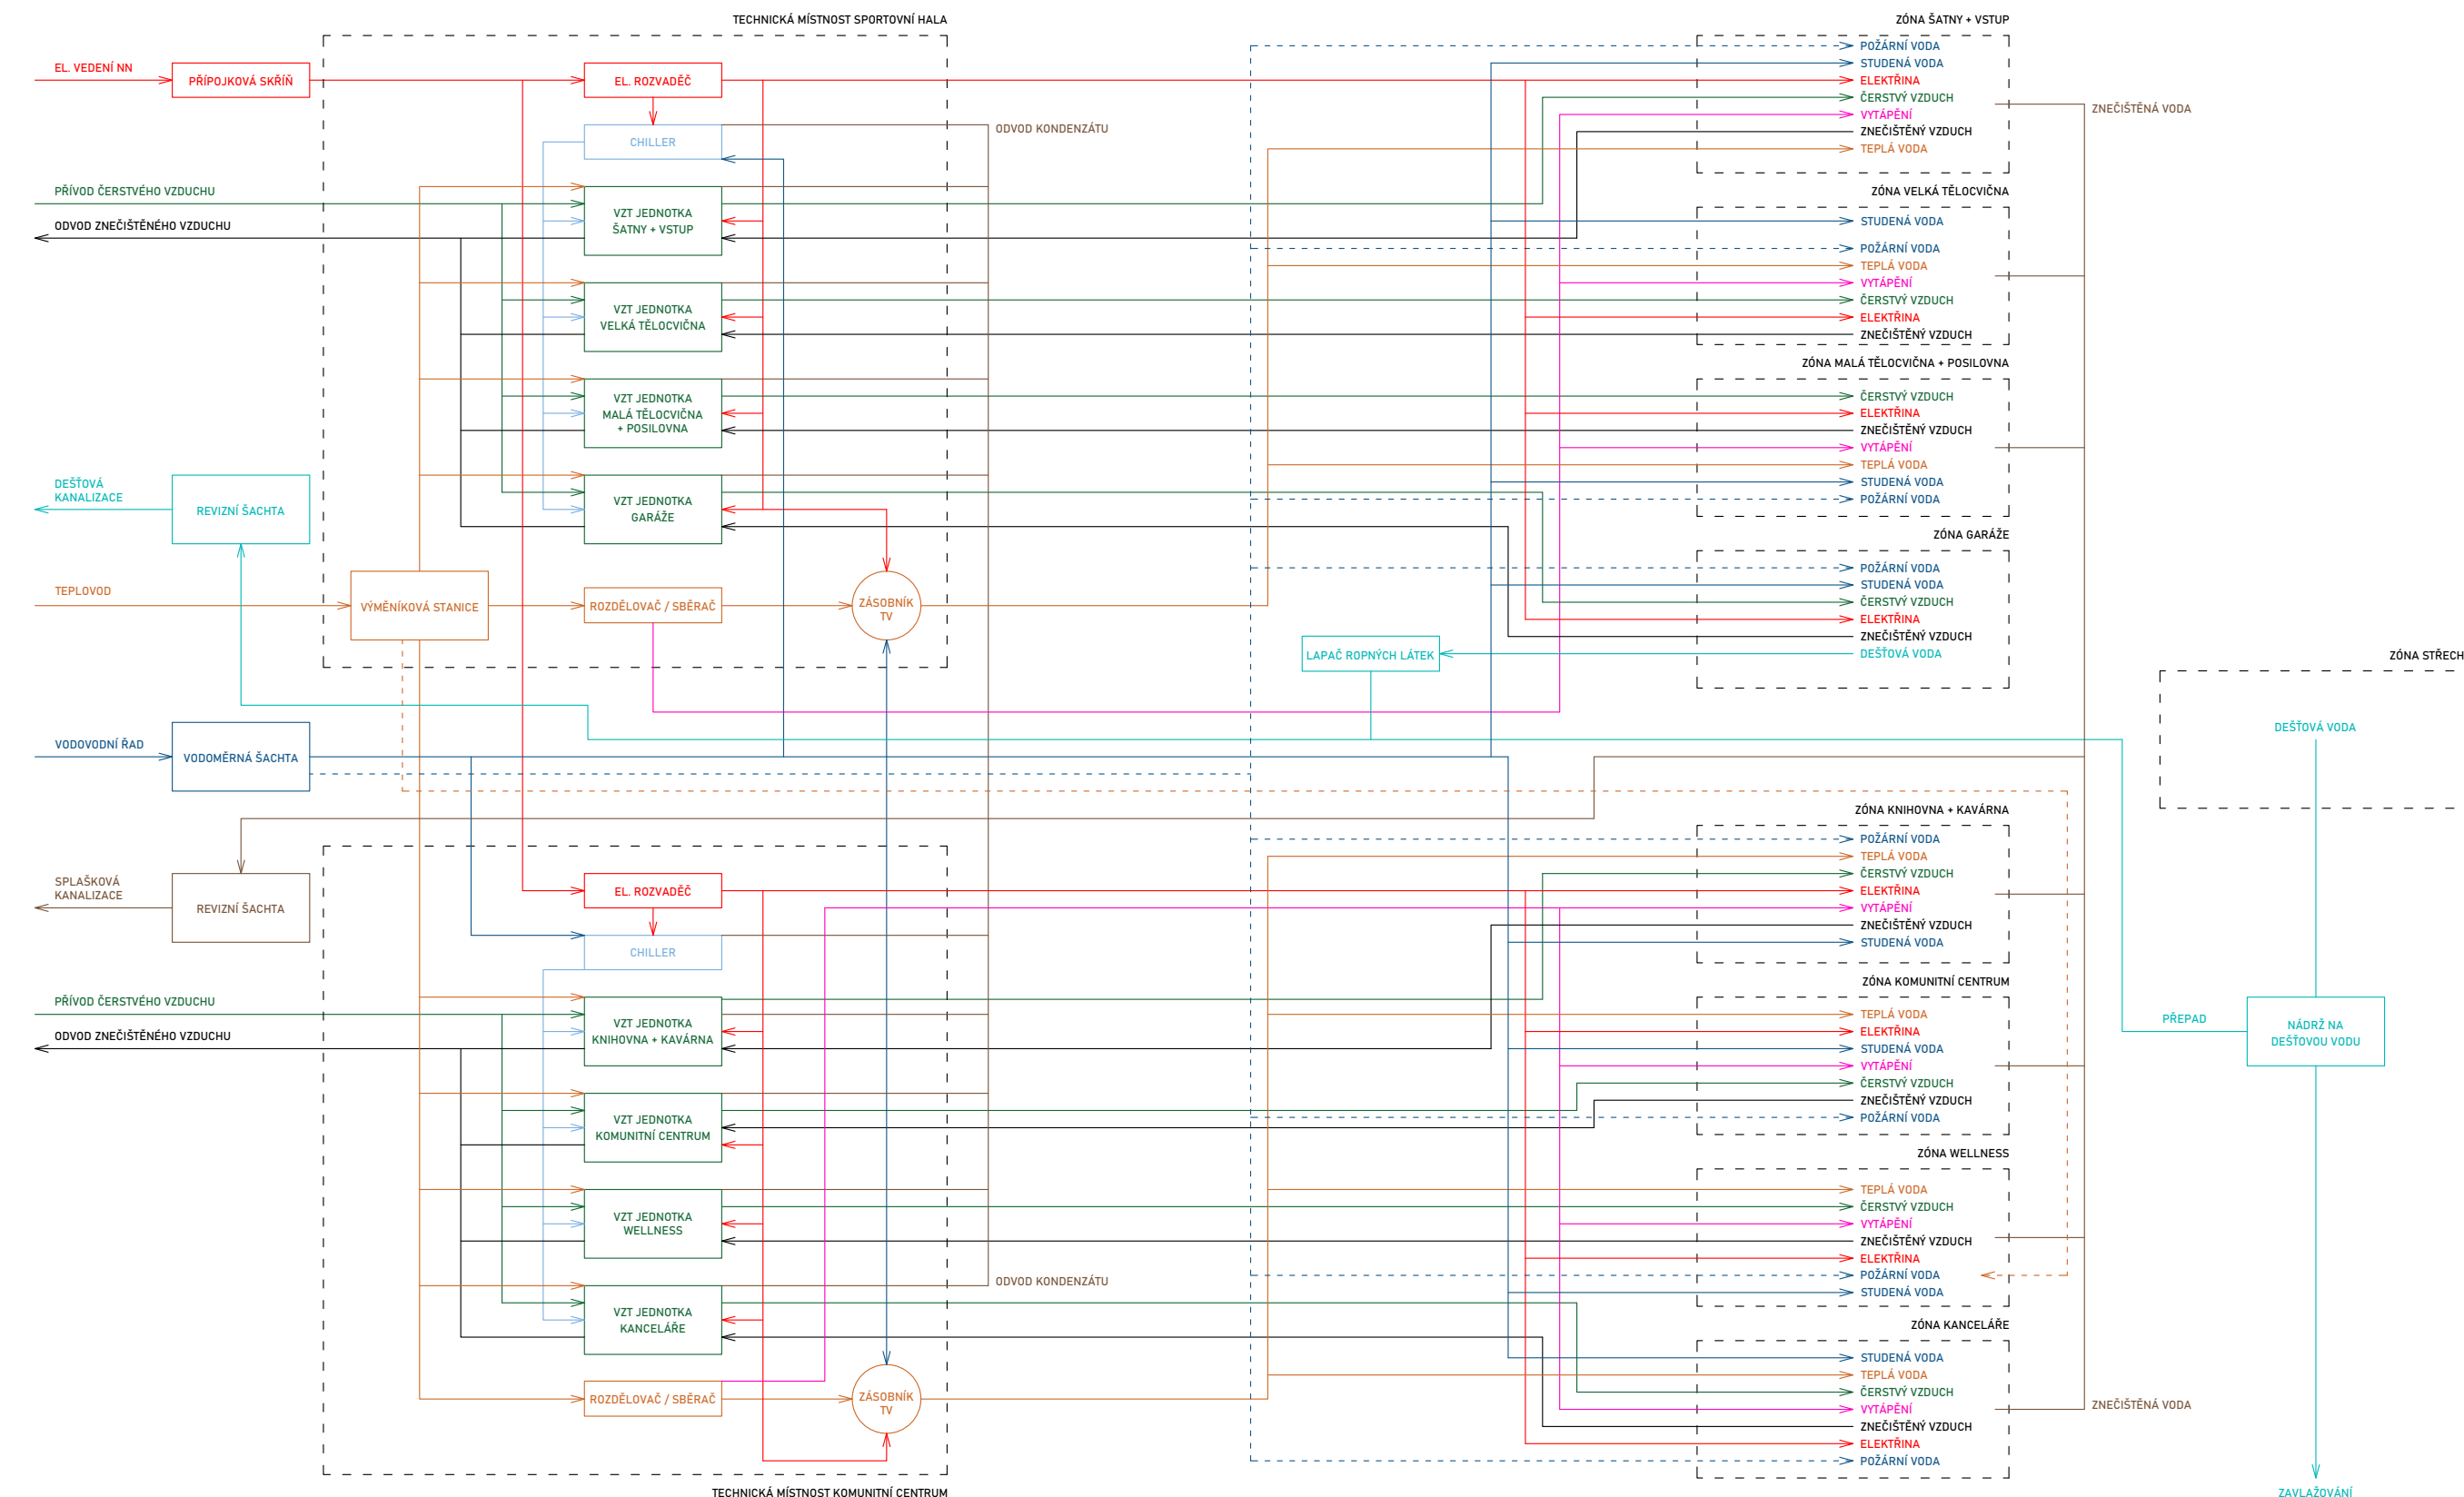 TECHNICKÁ MÍSTNOST SPORTOVNÍ HALA
EL. VEDENÍ NN
PŘÍPOJKOVÁ SKŘÍŇ
EL. ROZVADĚČ
CHILLER
ODVOD KONDENZÁTU
PŘÍVOD ČERSTVÉHO VZDUCHU
ODVOD ZNEČIŠTĚNÉHO VZDUCHU
VZT JEDNOTKA
ŠATNY + VSTUP
VZT JEDNOTKA
VELKÁ TĚLOCVIČNA
VZT JEDNOTKA
MALÁ TĚLOCVIČNA
+ POSILOVNA
VZT JEDNOTKA
GARÁŽE
DEŠŤOVÁ
KANALIZACE
REVIZNÍ ŠACHTA
TEPLOVOD
VÝMĚNÍKOVÁ STANICE
ROZDĚLOVAČ / SBĚRAČ
ZÁSOBNÍK
TV
ZÓNA ŠATNY + VSTUP
POŽÁRNÍ VODA
STUDENÁ VODA
ELEKTŘINA
ČERSTVÝ VZDUCH
VYTÁPĚNÍ
ZNEČIŠTĚNÝ VZDUCH
TEPLÁ VODA
ZNEČIŠTĚNÁ VODA
ZÓNA VELKÁ TĚLOCVIČNA
STUDENÁ VODA
POŽÁRNÍ VODA
TEPLÁ VODA
VYTÁPĚNÍ
ČERSTVÝ VZDUCH
ELEKTŘINA
ZNEČIŠTĚNÝ VZDUCH
ZÓNA MALÁ TĚLOCVIČNA + POSILOVNA
ČERSTVÝ VZDUCH
ELEKTŘINA
ZNEČIŠTĚNÝ VZDUCH
VYTÁPĚNÍ
TEPLÁ VODA
STUDENÁ VODA
POŽÁRNÍ VODA
ZÓNA GARÁŽE
POŽÁRNÍ VODA
STUDENÁ VODA
ČERSTVÝ VZDUCH
ELEKTŘINA
ZNEČIŠTĚNÝ VZDUCH
DEŠŤOVÁ VODA
LAPAČ ROPNÝCH LÁTEK
ZÓNA STŘECH
DEŠŤOVÁ VODA
VODOVODNÍ ŘAD
VODOMĚRNÁ ŠACHTA
SPLAŠKOVÁ
KANALIZACE
REVIZNÍ ŠACHTA
EL. ROZVADĚČ
CHILLER
PŘÍVOD ČERSTVÉHO VZDUCHU
ODVOD ZNEČIŠTĚNÉHO VZDUCHU
VZT JEDNOTKA
KNIHOVNA + KAVÁRNA
VZT JEDNOTKA
KOMUNITNÍ CENTRUM
VZT JEDNOTKA
WELLNESS
VZT JEDNOTKA
KANCELÁŘE
ODVOD KONDENZÁTU
ROZDĚLOVAČ / SBĚRAČ
ZÁSOBNÍK
TV
TECHNICKÁ MÍSTNOST KOMUNITNÍ CENTRUM
ZÓNA KNIHOVNA + KAVÁRNA
POŽÁRNÍ VODA
TEPLÁ VODA
ČERSTVÝ VZDUCH
ELEKTŘINA
VYTÁPĚNÍ
ZNEČIŠTĚNÝ VZDUCH
STUDENÁ VODA
ZÓNA KOMUNITNÍ CENTRUM
TEPLÁ VODA
ELEKTŘINA
STUDENÁ VODA
VYTÁPĚNÍ
ČERSTVÝ VZDUCH
ZNEČIŠTĚNÝ VZDUCH
POŽÁRNÍ VODA
ZÓNA WELLNESS
TEPLÁ VODA
ČERSTVÝ VZDUCH
VYTÁPĚNÍ
ZNEČIŠTĚNÝ VZDUCH
ELEKTŘINA
POŽÁRNÍ VODA
STUDENÁ VODA
ZÓNA KANCELÁŘE
STUDENÁ VODA
TEPLÁ VODA
ČERSTVÝ VZDUCH
VYTÁPĚNÍ
ZNEČIŠTĚNÝ VZDUCH
ELEKTŘINA
POŽÁRNÍ VODA
ZNEČIŠTĚNÁ VODA
PŘEPAD
NÁDRŽ NA
DEŠŤOVOU VODU
ZAVLAŽOVÁNÍ